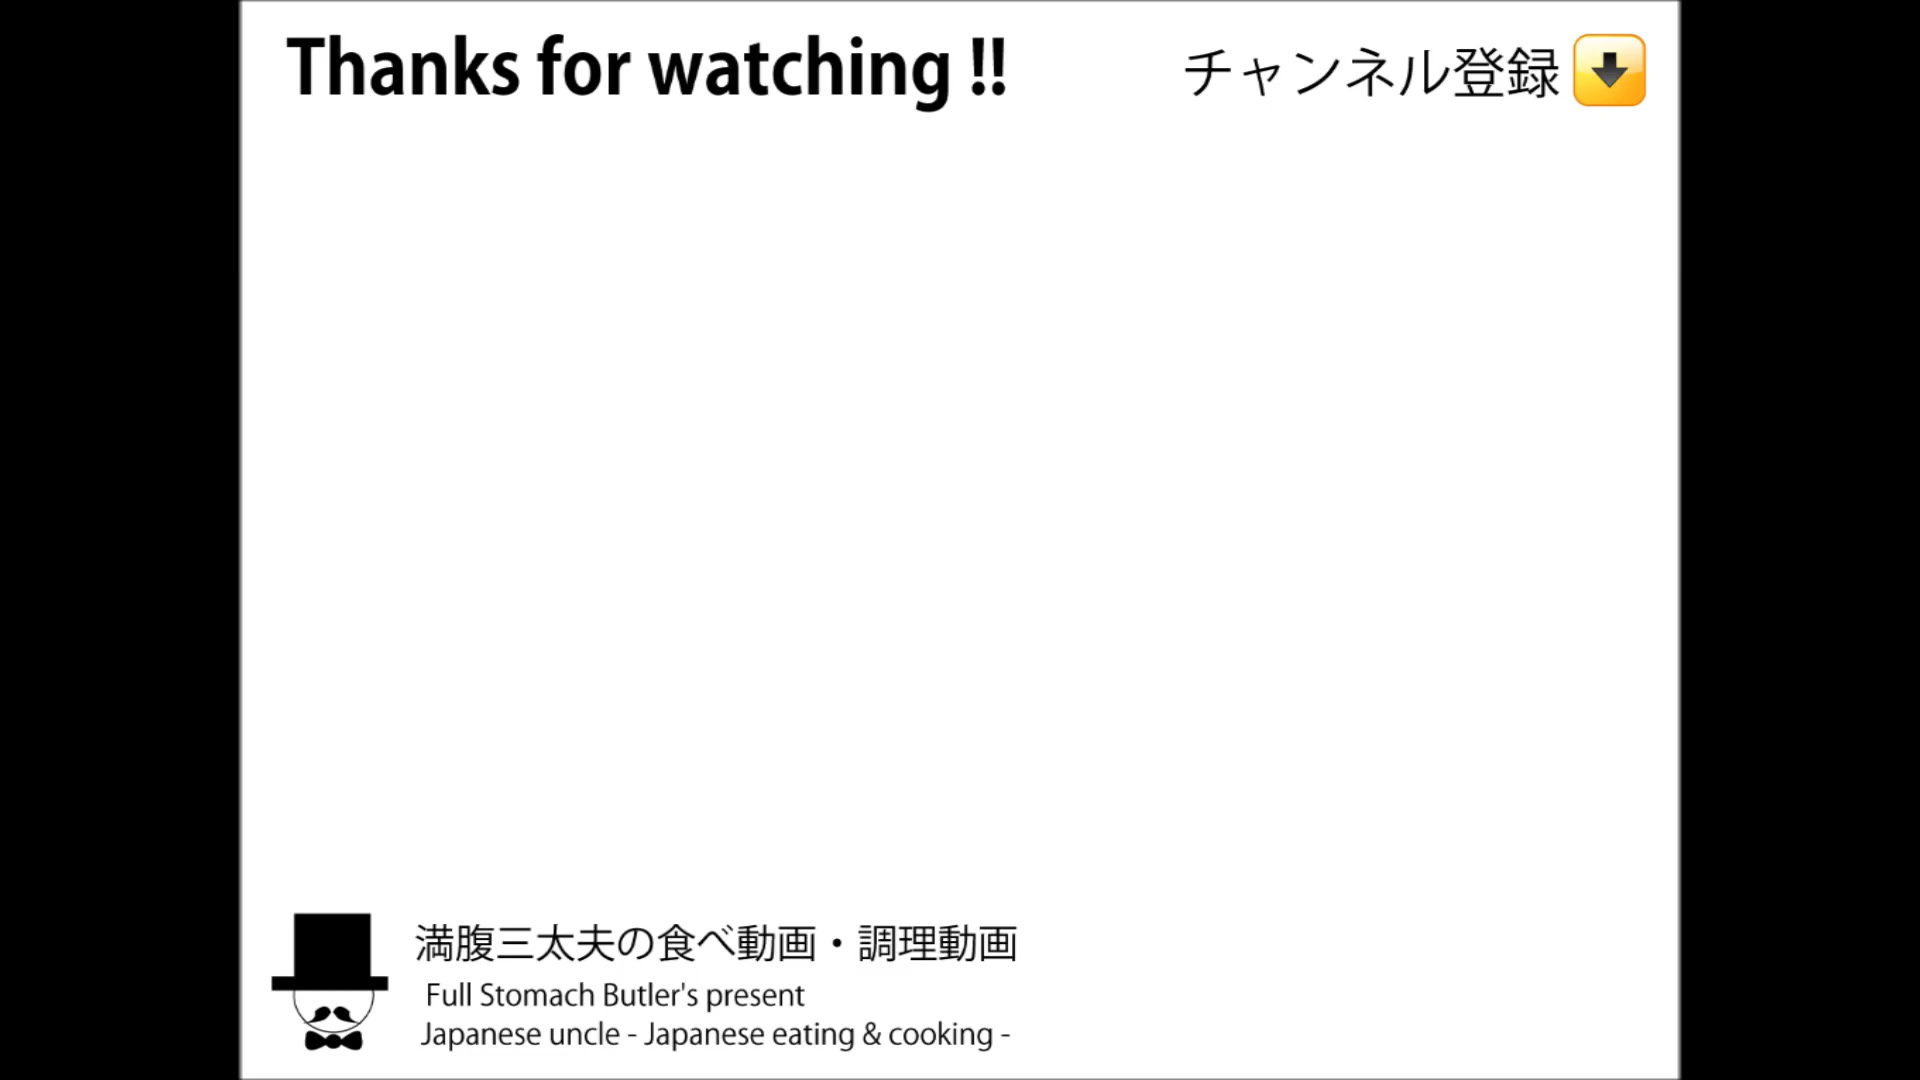 Thanks for watching !!
チャンネル登録
満腹三太夫の食べ動画・調理動画
Full Stomach Butler's present
Japanese uncle - Japanese eating & cooking -